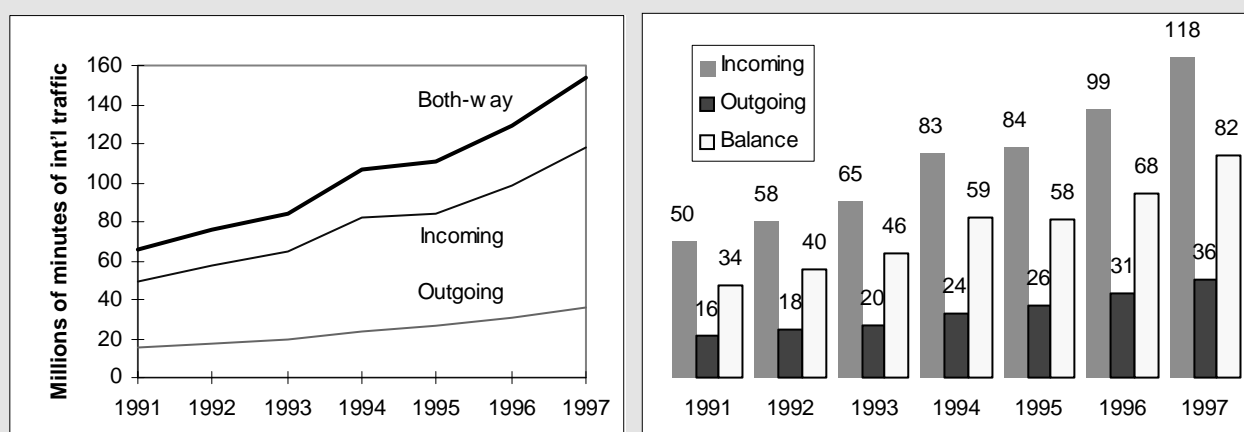 Millions of minutes of int'l traffic
160
140
120
100
80
60
40
20
0
Both-way
Incoming
Outgoing
1991 1992 1993 1994 1995 1996 1997
Incoming
Outgoing
Balance
50 58 65 83 84 99 118
16 18 20 24 26 31 36
34 40 46 59 58 68 82
1991 1992 1993 1994 1995 1996 1997